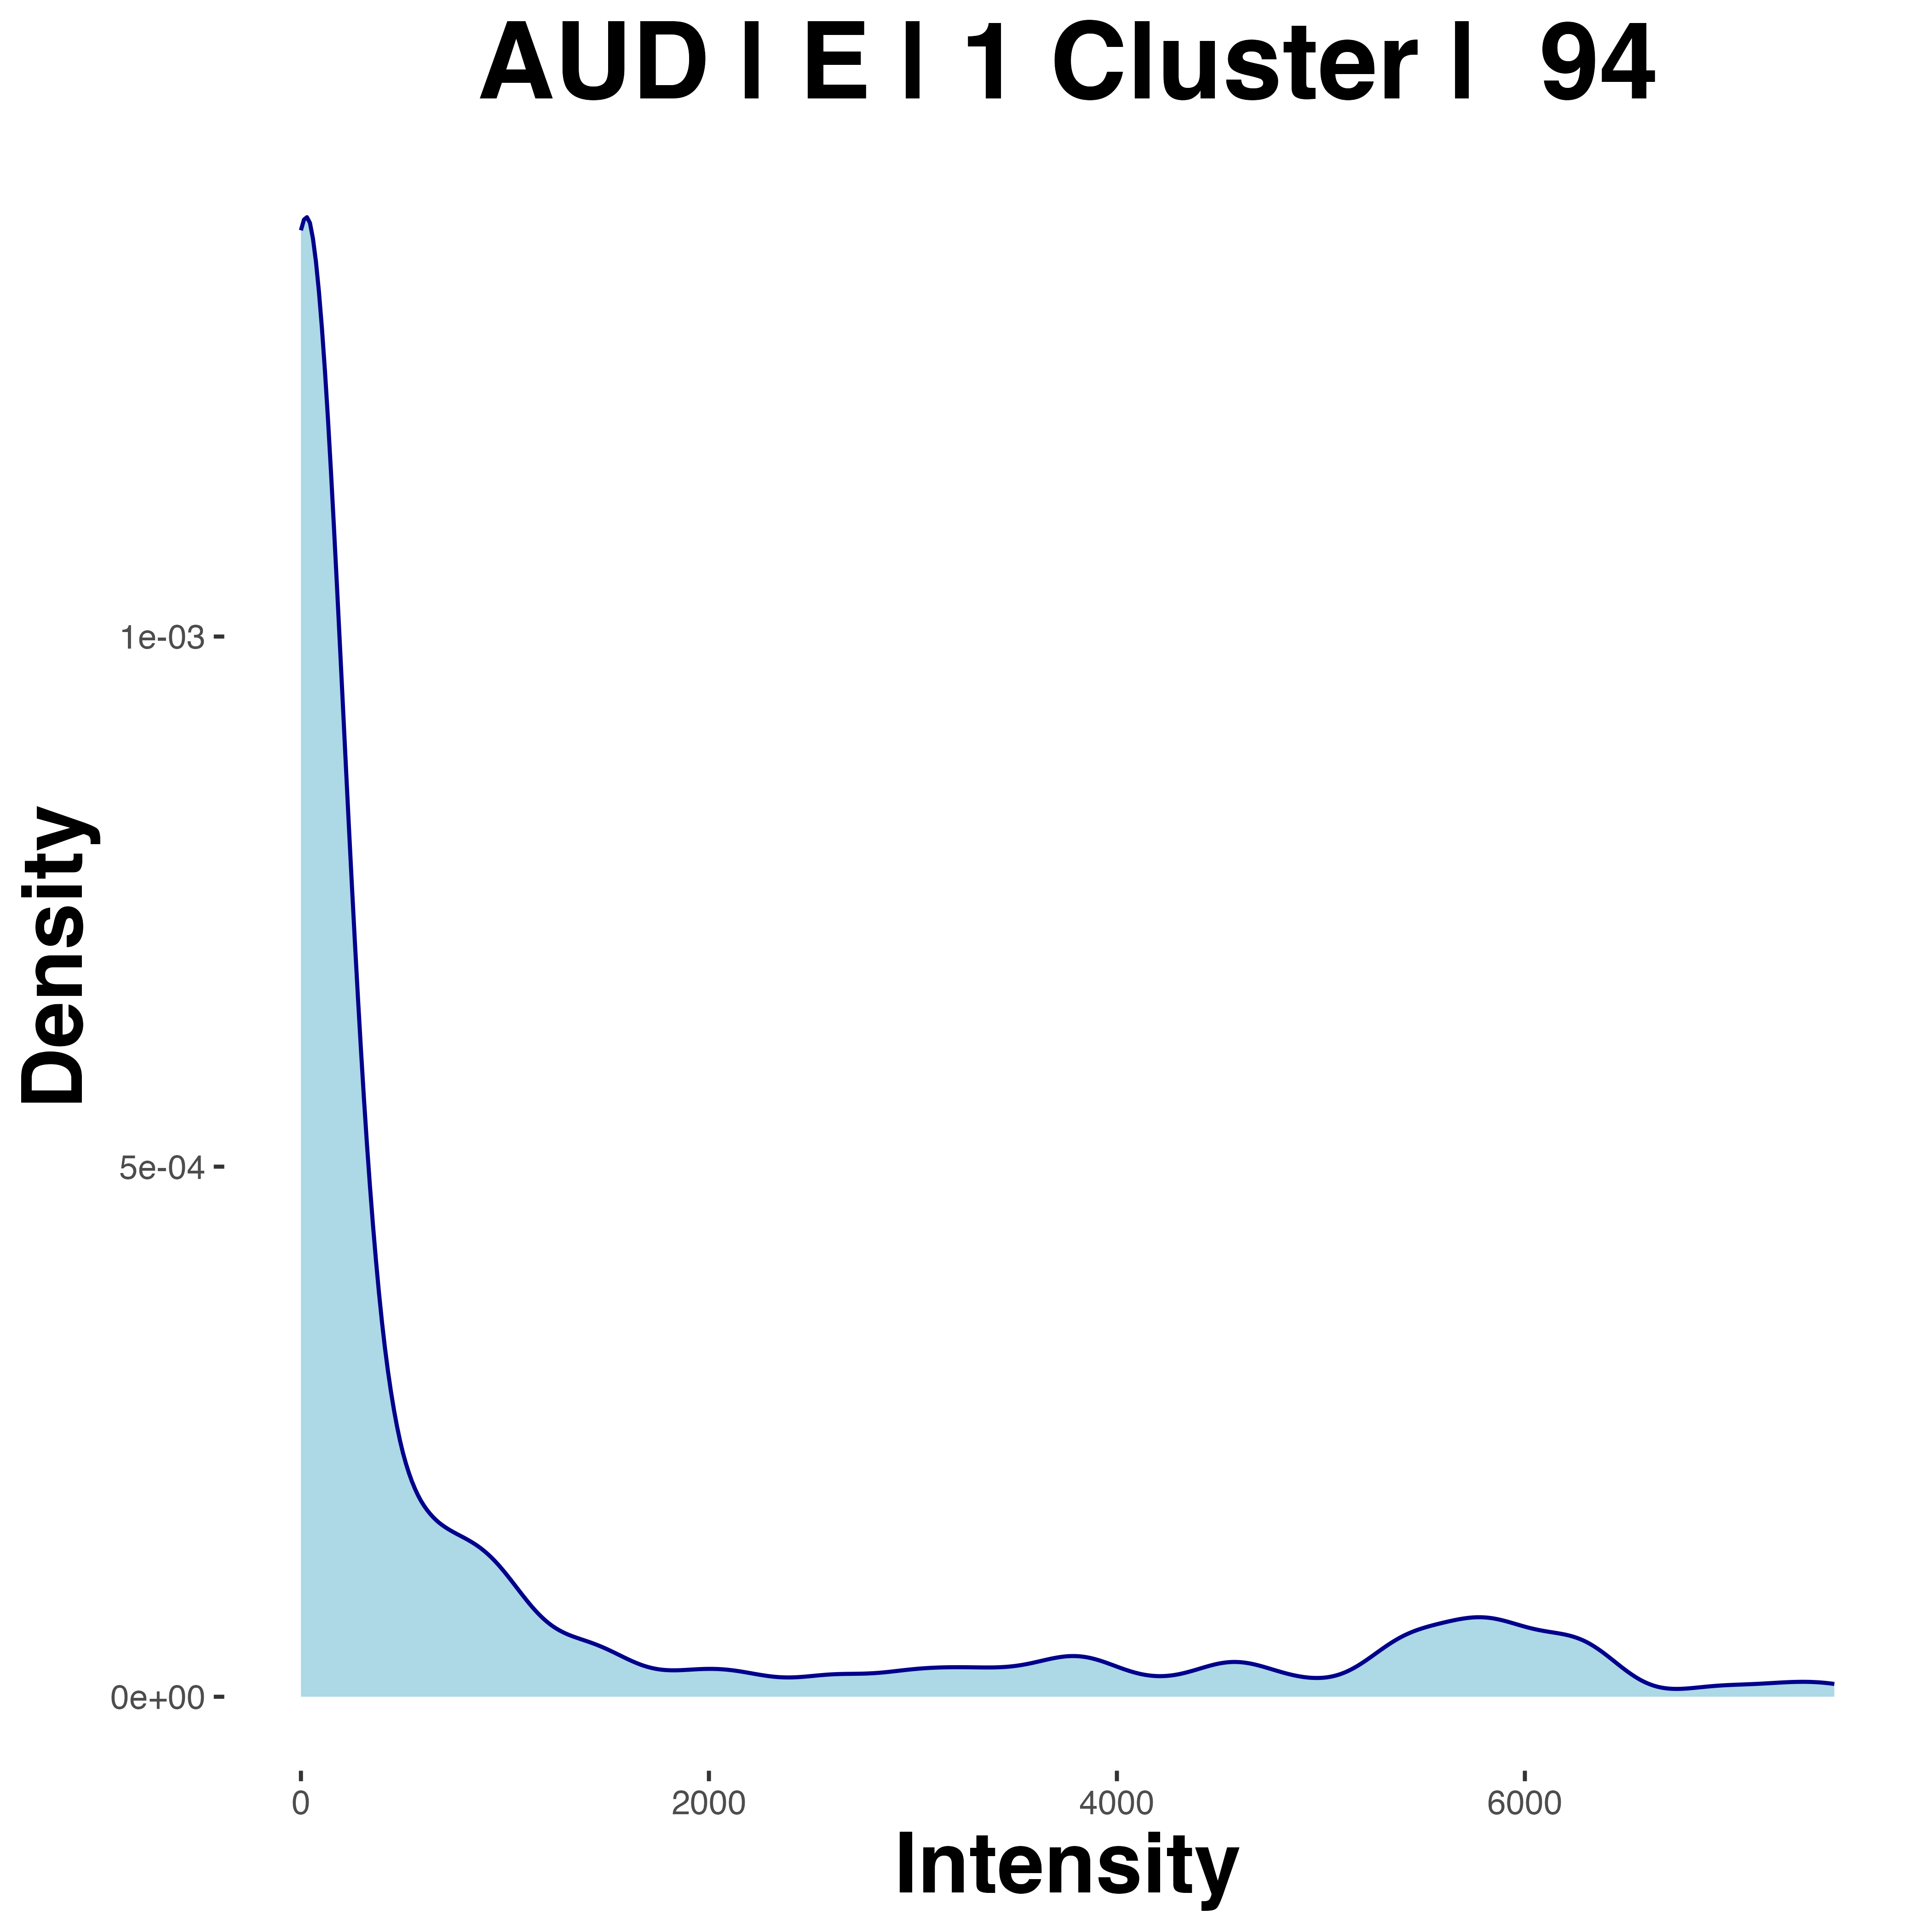 AUD | E | 1 Cluster | 94
Density
1e-03
5e-04
0e+00
0 2000 4000 6000
Intensity